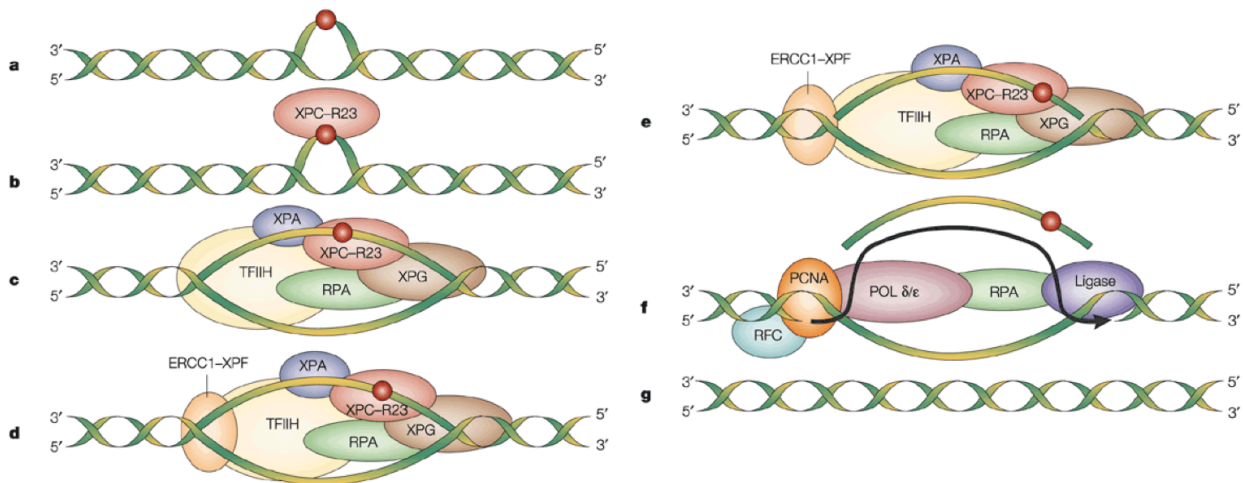 3′
5′
a
5′
3′
XPC–R23
3′
5′
b
5′
3′
XPA
XPC–R23
TFIIH
XPG
RPA
3′
5′
c
5′
3′
ERCC1–XPF
XPA
XPC–R23
TFIIH
XPG
RPA
3′
5′
d
5′
3′
ERCC1–XPF
XPA
XPC–R23
TFIIH
XPG
RPA
3′
5′
e
5′
3′
PCNA
POL δ/ε
RPA
Ligase
RFC
3′
5′
f
5′
3′
g
3′
5′
5′
3′